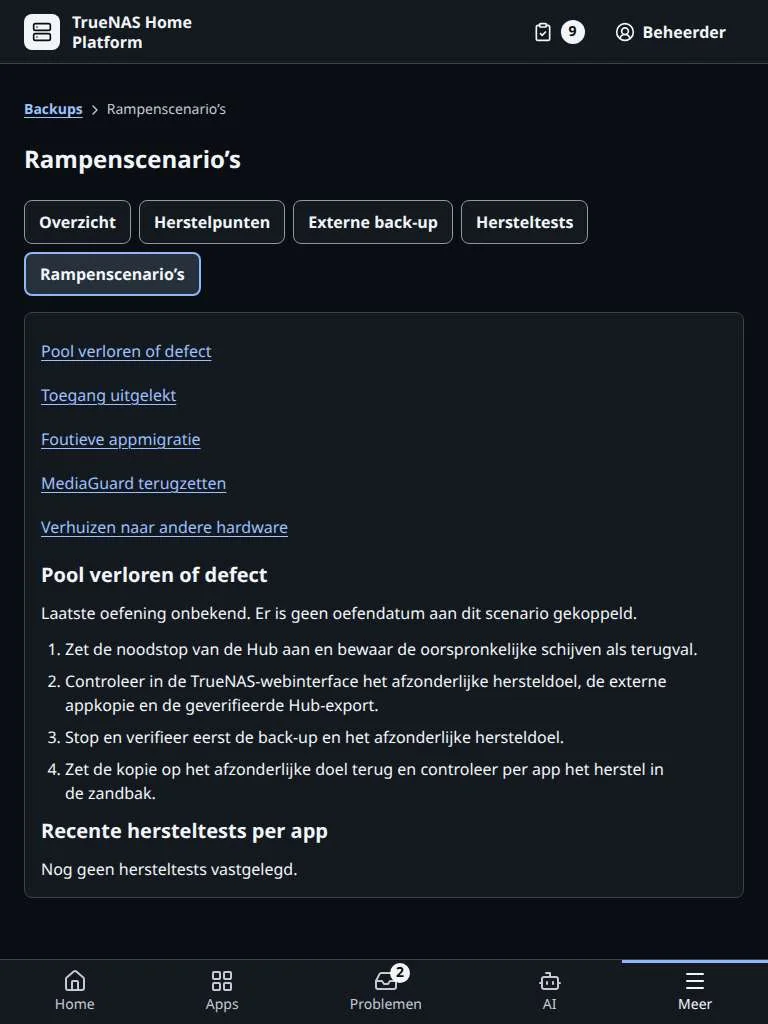 TrueNAS Home
Platform
9
Beheerder
Backups
Rampenscenario’s
Rampenscenario’s
Overzicht
Herstelpunten
Externe back-up
Hersteltests
Rampenscenario’s
Pool verloren of defect
Toegang uitgelekt
Foutieve appmigratie
MediaGuard terugzetten
Verhuizen naar andere hardware
Pool verloren of defect
Laatste oefening onbekend. Er is geen oefendatum aan dit scenario gekoppeld.
1. Zet de noodstop van de Hub aan en bewaar de oorspronkelijke schijven als terugval.
2. Controleer in de TrueNAS-webinterface het afzonderlijke hersteldoel, de externe
appkopie en de geverifieerde Hub-export.
3. Stop en verifieer eerst de back-up en het afzonderlijke hersteldoel.
4. Zet de kopie op het afzonderlijke doel terug en controleer per app het herstel in
de zandbak.
Recente hersteltests per app
Nog geen hersteltests vastgelegd.
Home
Apps
2
Problemen
AI
Meer